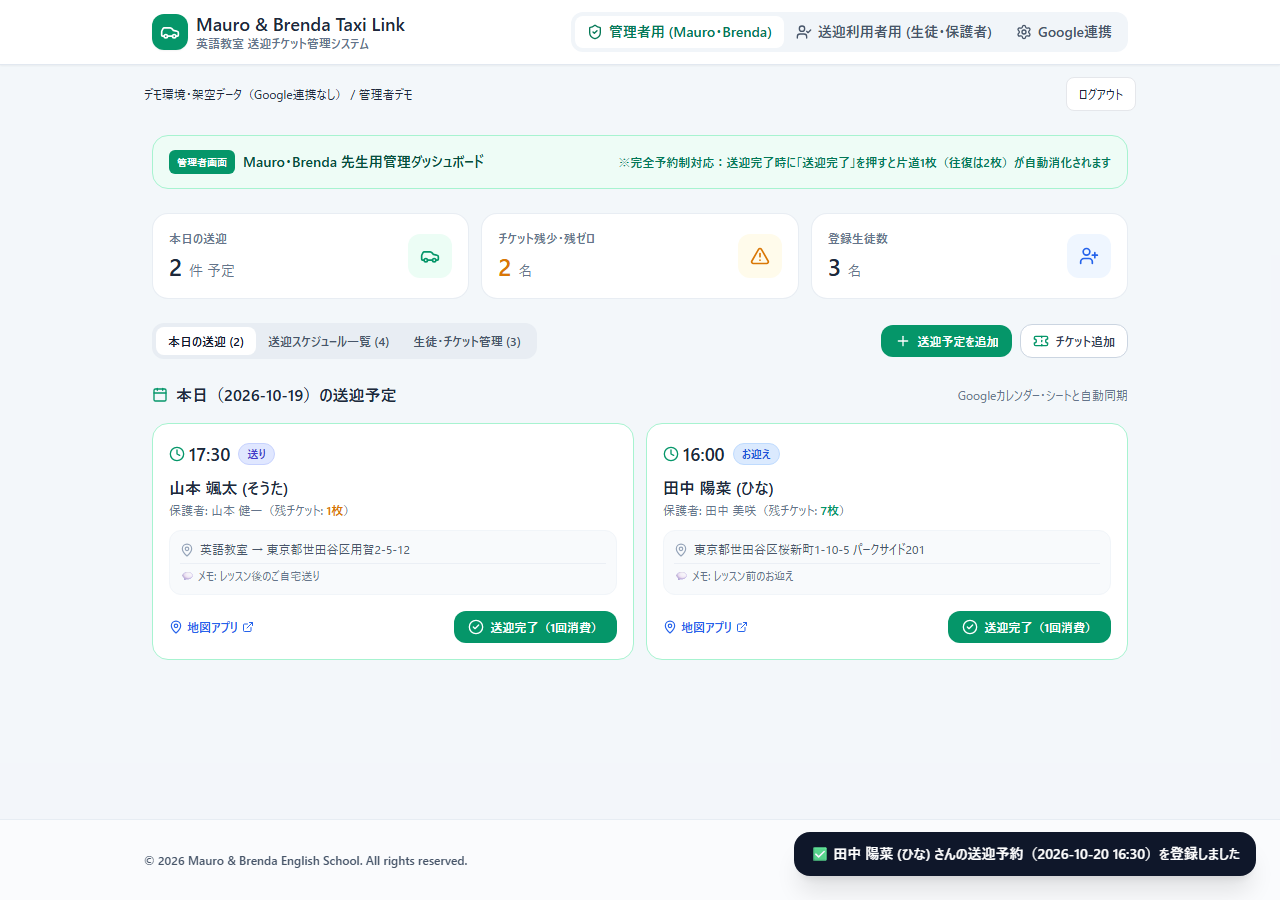 Mauro & Brenda Taxi Link
英語教室 送迎チケット管理システム
管理者用 (Mauro・Brenda)
送迎利用者用 (生徒・保護者)
Google連携
デモ環境・架空データ（Google連携なし） / 管理者デモ
ログアウト
管理者画面
Mauro・Brenda 先生用管理ダッシュボード
※完全予約制対応：送迎完了時に「送迎完了」を押すと片道1枚（往復は2枚）が自動消化されます
本日の送迎
2 件 予定
チケット残少・残ゼロ
2 名
登録生徒数
3 名
本日の送迎 (2)
送迎スケジュール一覧 (4)
生徒・チケット管理 (3)
送迎予定を追加
チケット追加
本日（2026-10-19）の送迎予定
Googleカレンダー・シートと自動同期
17:30 送り
山本 颯太 (そうた)
保護者: 山本 健一（残チケット: 1枚）
英語教室 → 東京都世田谷区用賀2-5-12
メモ: レッスン後のご自宅送り
地図アプリ
送迎完了（1回消費）
16:00 お迎え
田中 陽菜 (ひな)
保護者: 田中 美咲（残チケット: 7枚）
東京都世田谷区桜新町1-10-5 パークサイド201
メモ: レッスン前のお迎え
地図アプリ
送迎完了（1回消費）
© 2026 Mauro & Brenda English School. All rights reserved.
✅ 田中 陽菜 (ひな) さんの送迎予約（2026-10-20 16:30）を登録しました